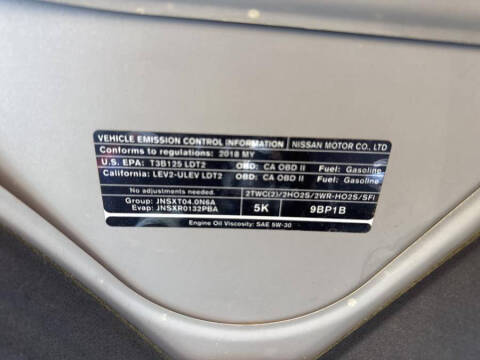 VEHICLE EMISSION CONTROL INFORMATION NISSAN MOTOR CO., LTD
Conforms to regulations: 2018 MY
U.S. EPA: T3B125 LDT2 OBD: CA OBD II Fuel: Gasoline
California: LEV2-ULEV LDT2 OBD: CA OBD II Fuel: Gasoline
No adjustments needed. 2TWC(2)/2HO2S/2WR-HO2S/SFI
Group: JNSXT04.0N6A
Evap: JNSXR0132PBA 5K 9BP1B
Engine Oil Viscosity: SAE 5W-30